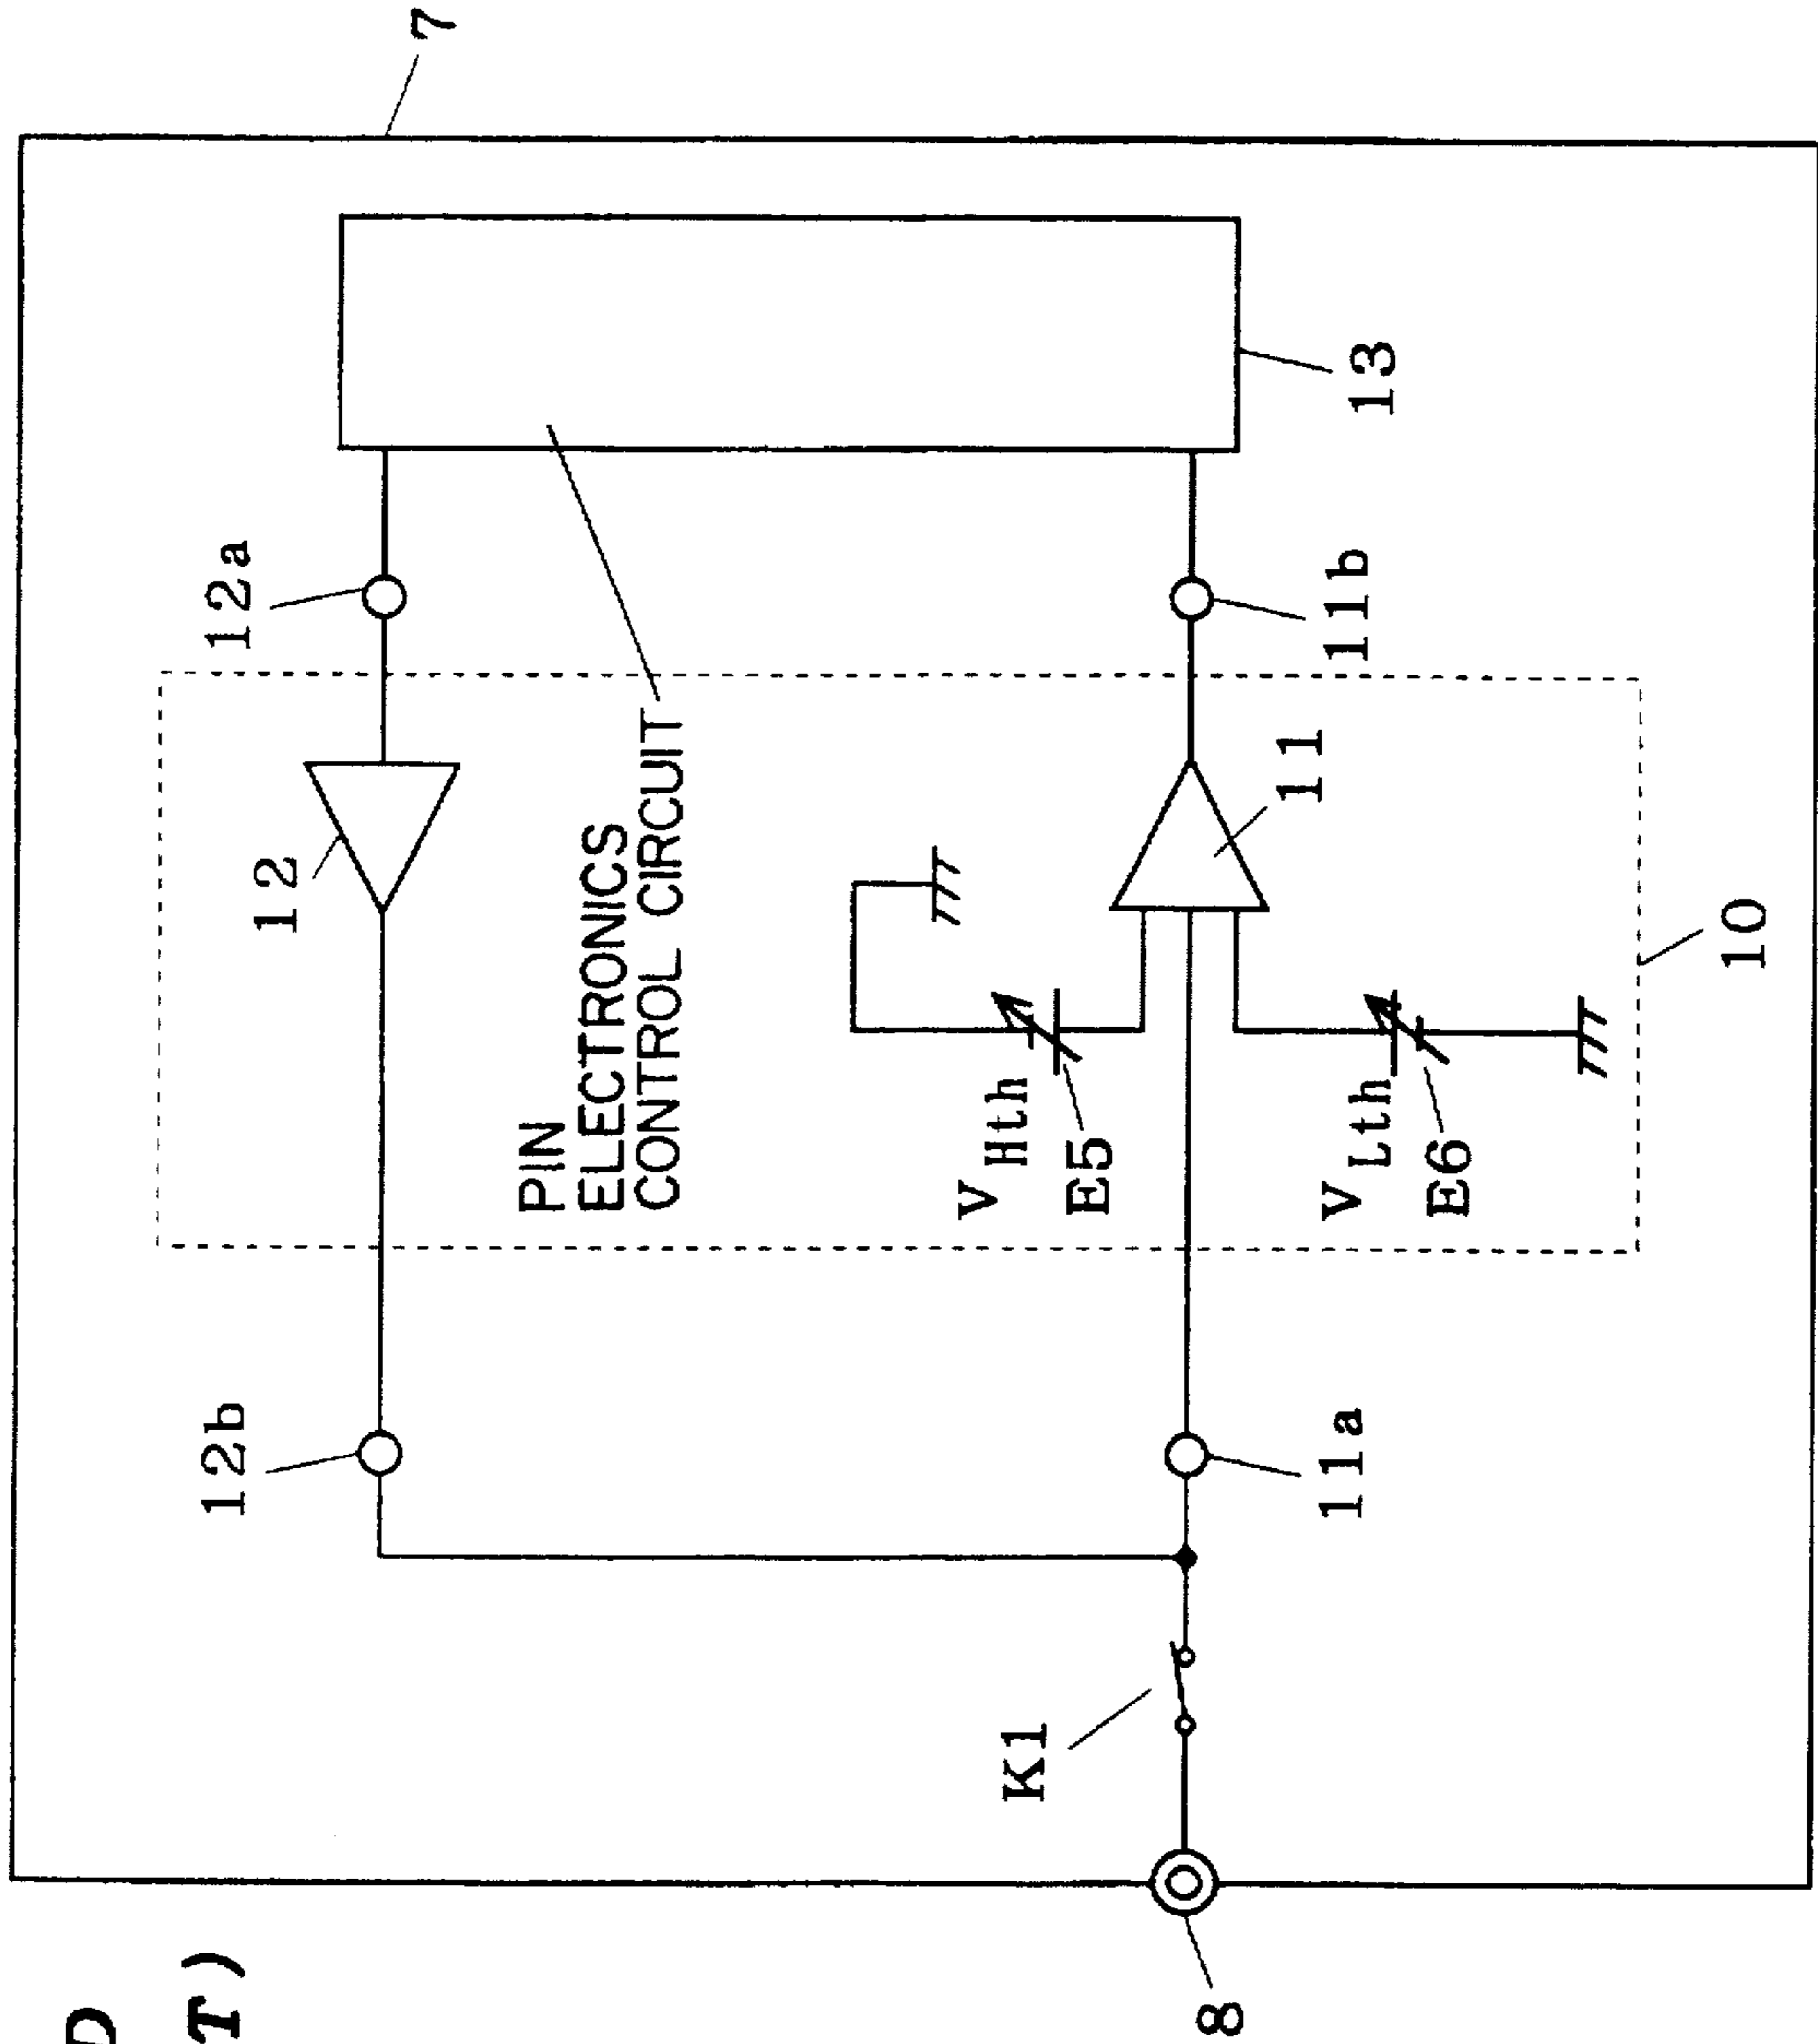 D
T)
7
12b
12
12a
PIN
ELECTRONICS
CONTROL CIRCUIT
13
K1
VHth
E5
11
VLth
E6
8
11a
11b
10